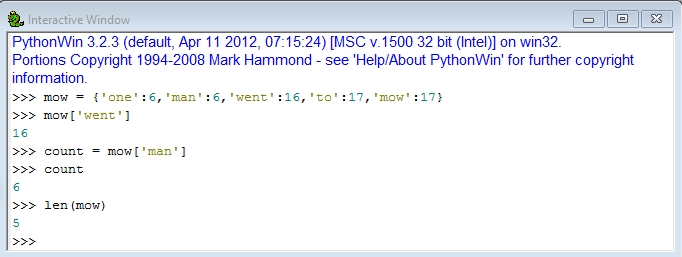 Interactive Window
PythonWin 3.2.3 (default, Apr 11 2012, 07:15:24) [MSC v.1500 32 bit (Intel)] on win32.
Portions Copyright 1994-2008 Mark Hammond - see 'Help/About PythonWin' for further copyright
information.
>>> mow = {'one':6,'man':6,'went':16,'to':17,'mow':17}
>>> mow['went']
16
>>> count = mow['man']
>>> count
6
>>> len(mow)
5
>>>